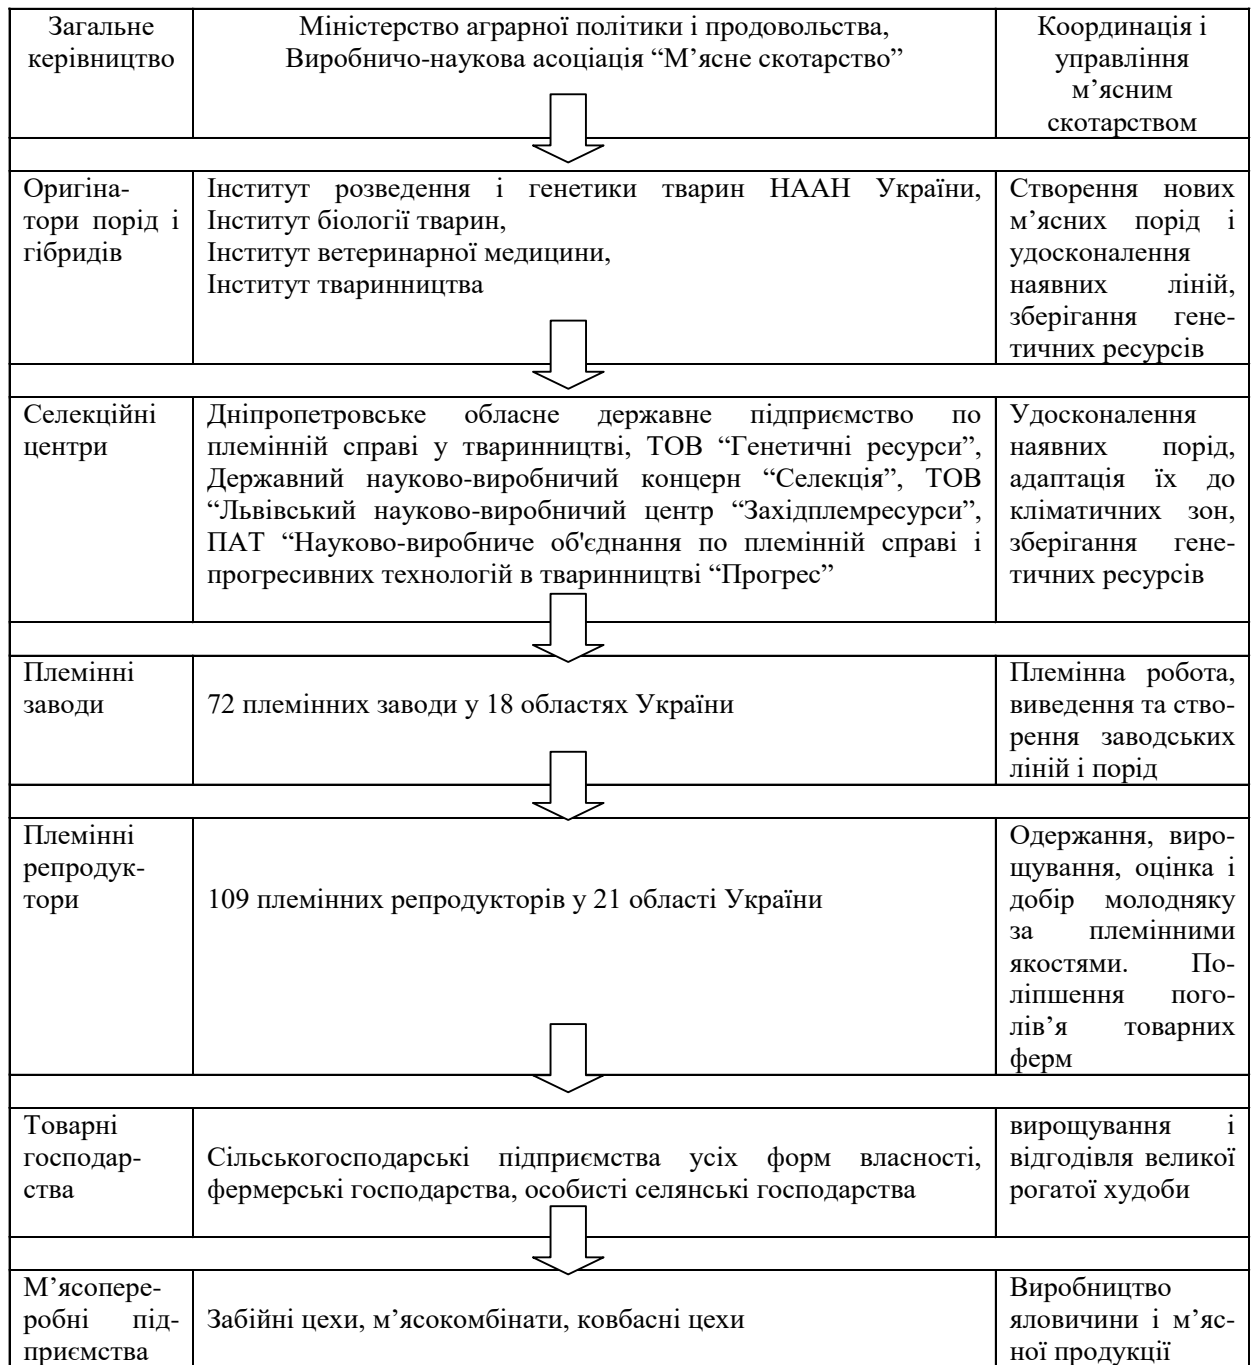 Загальне
керівництво
Міністерство аграрної політики і продовольства,
Виробничо-наукова асоціація “М’ясне скотарство”
Координація і
управління
м’ясним
скотарством
Оригіна-
тори порід і
гібридів
Інститут розведення і генетики тварин НААН України,
Інститут біології тварин,
Інститут ветеринарної медицини,
Інститут тваринництва
Створення нових
м’ясних порід і
удосконалення
наявних ліній,
зберігання гене-
тичних ресурсів
Селекційні
центри
Дніпропетровське обласне державне підприємство по
племінній справі у тваринництві, ТОВ “Генетичні ресурси”,
Державний науково-виробничий концерн “Селекція”, ТОВ
“Львівський науково-виробничий центр “Західплемресурси”,
ПАТ “Науково-виробниче об'єднання по племінній справі і
прогресивних технологій в тваринництві “Прогрес”
Удосконалення
наявних порід,
адаптація їх до
кліматичних зон,
зберігання гене-
тичних ресурсів
Племінні
заводи
72 племінних заводи у 18 областях України
Племінна робота,
виведення та ство-
рення заводських
ліній і порід
Племінні
репродук-
тори
109 племінних репродукторів у 21 області України
Одержання, виро-
щування, оцінка і
добір молодняку
за племінними
якостями. По-
ліпшення пого-
лів’я товарних
ферм
Товарні
господар-
ства
Сільськогосподарські підприємства усіх форм власності,
фермерські господарства, особисті селянські господарства
вирощування і
відгодівля великої
рогатої худоби
М’ясопере-
робні під-
приємства
Забійні цехи, м’ясокомбінати, ковбасні цехи
Виробництво
яловичини і м’яс-
ної продукції